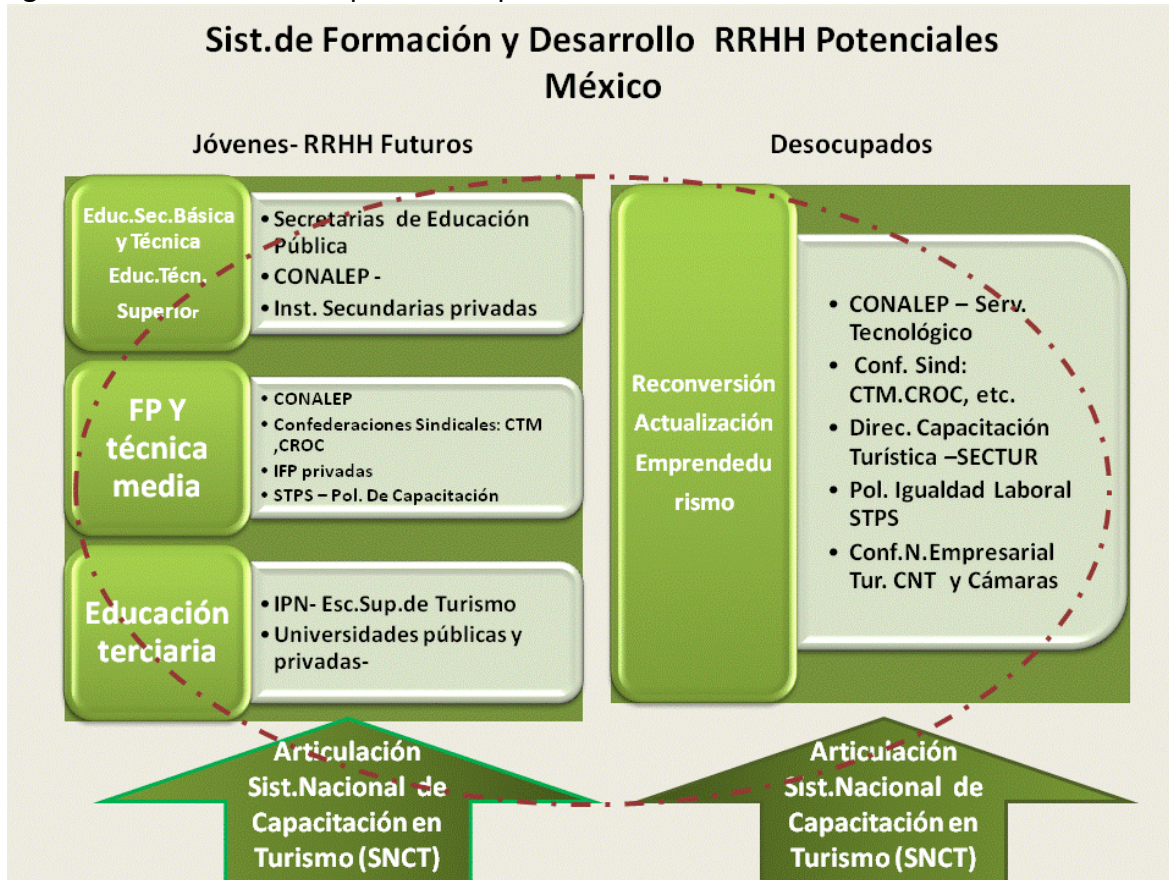 Sist.de Formación y Desarrollo RRHH Potenciales
México
Jóvenes- RRHH Futuros
Educ.Sec.Básica
y Técnica
Educ.Técn.
Superior
• Secretarias de Educación
Pública
• CONALEP -
• Inst. Secundarias privadas
FP Y
técnica
media
• CONALEP
• Confederaciones Sindicales: CTM
,CROC
• IFP privadas
• STPS – Pol. De Capacitación
Educación
terciaria
• IPN- Esc.Sup.de Turismo
• Universidades públicas y
privadas-
Articulación
Sist.Nacional de
Capacitación en
Turismo (SNCT)
Desocupados
Reconversión
Actualización
Emprendedu
rismo
• CONALEP – Serv.
Tecnológico
• Conf. Sind:
CTM.CROC, etc.
• Direc. Capacitación
Turística –SECTUR
• Pol. Igualdad Laboral
STPS
• Conf.N.Empresarial
Tur. CNT y Cámaras
Articulación
Sist.Nacional de
Capacitación en
Turismo (SNCT)